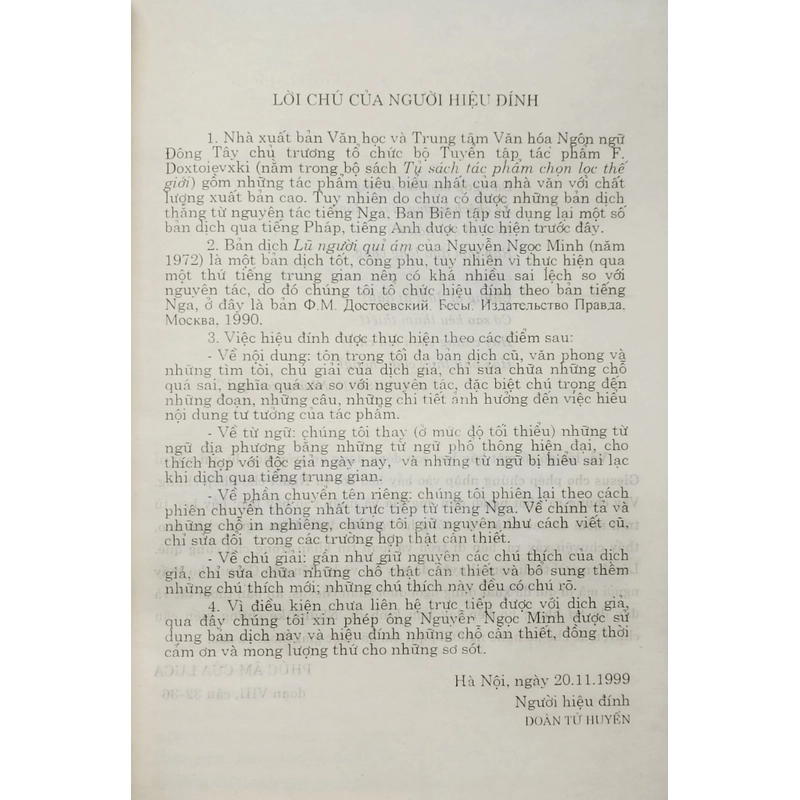 LỜI CHÚ CỦA NGƯỜI HIỆU ĐÍNH
1. Nhà xuất bản Văn học và Trung tâm Văn hóa Ngôn ngữ
Đông Tây chủ trương tổ chức bộ Tuyển tập tác phẩm F.
Doxtoievxki (nằm trong bộ sách Tủ sách tác phẩm chọn lọc thế
giới) gồm những tác phẩm tiêu biểu nhất của nhà văn với chất
lượng xuất bản cao. Tuy nhiên do chưa có được những bản dịch
thẳng từ nguyên tác tiếng Nga, Ban Biên tập sử dụng lại một số
bản dịch qua tiếng Pháp, tiếng Anh được thực hiện trước đây.
2. Bản dịch Lũ người quỉ ám của Nguyễn Ngọc Minh (năm
1972) là một bản dịch tốt, công phu, tuy nhiên vì thực hiện qua
một thứ tiếng trung gian nên có khá nhiều sai lệch so với
nguyên tác, do đó chúng tôi tổ chức hiệu đính theo bản tiếng
Nga, ở đây là bản Ф.М. Достоевский. Бесы. Издательство Правда.
Москва, 1990.
3. Việc hiệu đính được thực hiện theo các điểm sau:
- Về nội dung: tôn trọng tối đa bản dịch cũ, văn phong và
những tìm tòi, chú giải của dịch giả, chỉ sửa chữa những chỗ
quá sai, nghĩa quá xa so với nguyên tác, đặc biệt chú trọng đến
những đoạn, những câu, những chi tiết ảnh hưởng đến việc hiểu
nội dung tư tưởng của tác phẩm.
- Về từ ngữ: chúng tôi thay (ở mức độ tối thiểu) những từ
ngữ địa phương bằng những từ ngữ phổ thông hiện đại, cho
thích hợp với độc giả ngày nay, và những từ ngữ bị hiểu sai lạc
khi dịch qua tiếng trung gian.
- Về phần chuyển tên riêng: chúng tôi phiên lại theo cách
phiên chuyển thống nhất trực tiếp từ tiếng Nga. Về chính tả và
những chỗ in nghiêng, chúng tôi giữ nguyên như cách viết cũ,
chỉ sửa đổi trong các trường hợp thật cần thiết.
- Về chú giải: gần như giữ nguyên các chú thích của dịch
giả, chỉ sửa chữa những chỗ thật cần thiết và bổ sung thêm
những chú thích mới; những chú thích này đều có chú rõ.
4. Vì điều kiện chưa liên hệ trực tiếp được với dịch giả,
qua đây chúng tôi xin phép ông Nguyễn Ngọc Minh được sử
dụng bản dịch này và hiệu đính những chỗ cần thiết, đồng thời
cảm ơn và mong lượng thứ cho những sơ sót.
Hà Nội, ngày 20.11.1999
Người hiệu đính
ĐOÀN TỬ HUYẾN